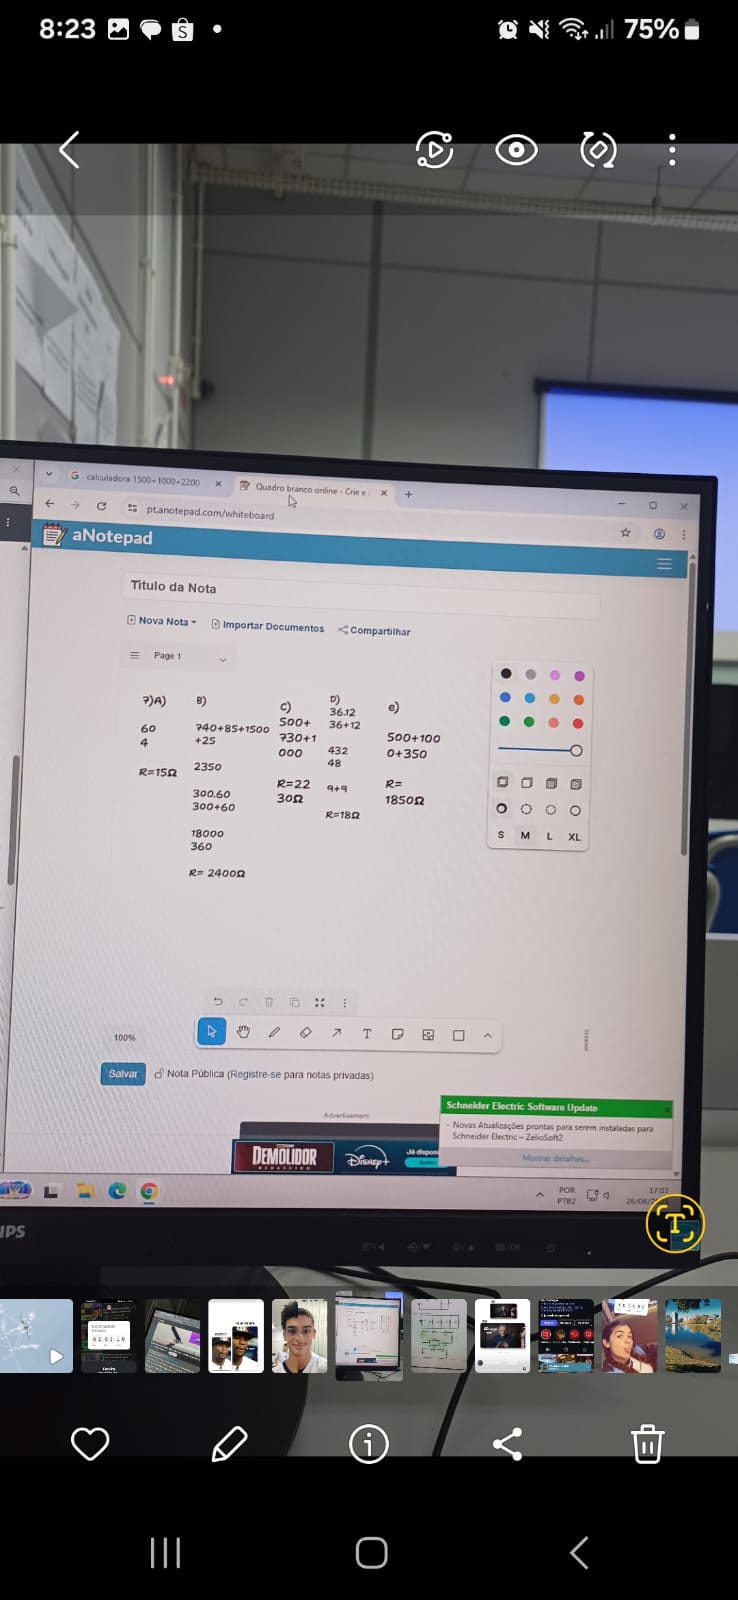 8:23
75%
calculadora 1500+1000+2200
Quadro branco online - Crie e
pt.anotepad.com/whiteboard
aNotepad
Título da Nota
Nova Nota
Importar Documentos
Compartilhar
Page 1
7)A)
60
4
R=15Ω
B)
740+85+1500
+25
2350
300.60
300+60
18000
360
R= 2400Ω
C)
500+
730+1
000
R=22
30Ω
D)
36.12
36+12
432
48
9+9
R=18Ω
e)
500+100
0+350
R=
1850Ω
S M L XL
100%
T
Salvar
Nota Pública (Registre-se para notas privadas)
Advertisement
Schneider Electric Software Update
- Novas Atualizações prontas para serem instaladas para
Schneider Electric - ZelioSoft2
Mostrar detalhes...
DEMOLIDOR
Disney+
POR
PTB2
17:07
26/06/
T